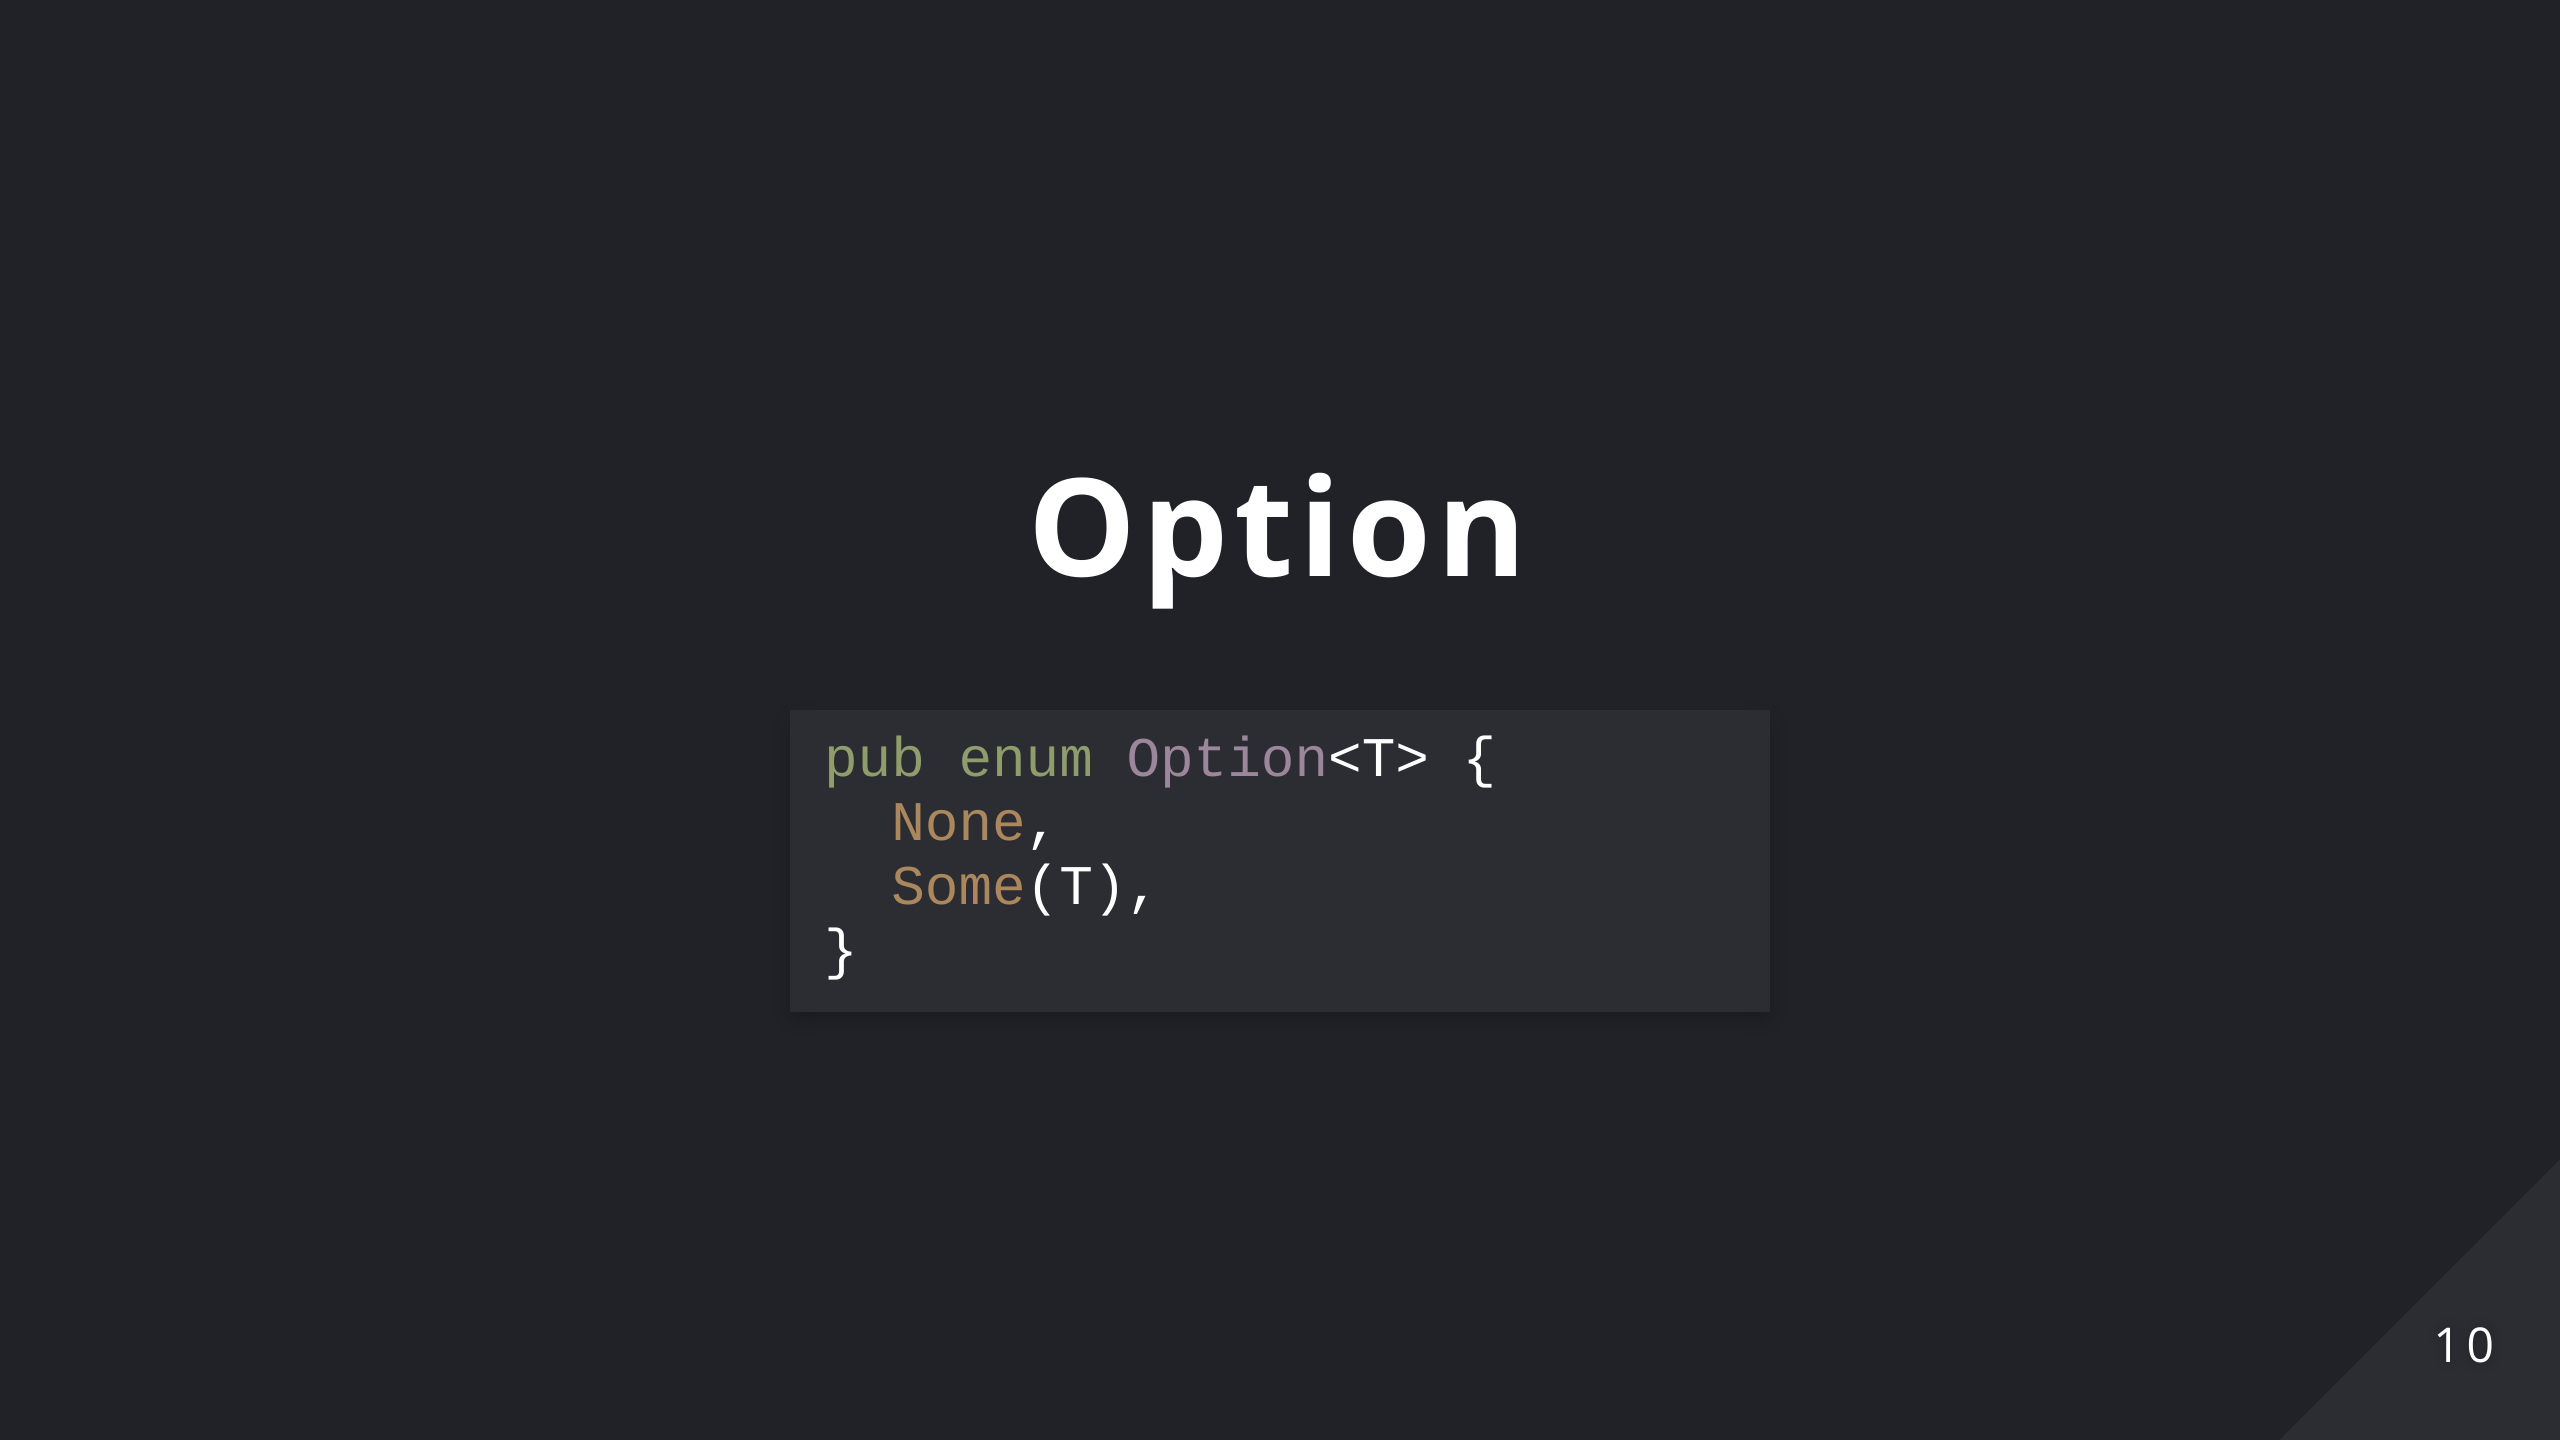 Option
pub enum Option<T> {
  None,
  Some(T),
}
10